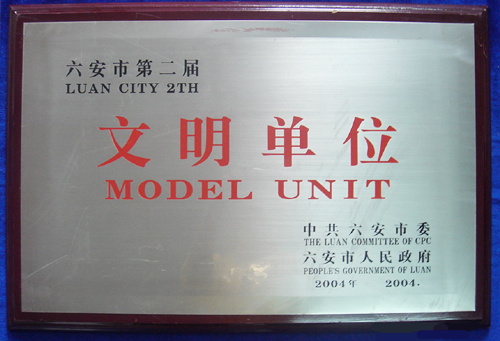 六安市第二届
LUAN CITY 2TH
文明单位
MODEL UNIT
中共六安市委
THE LUAN COMMITTEE OF CPC
六安市人民政府
PEOPLE'S GOVERNMENT OF LUAN
2004年 2004.